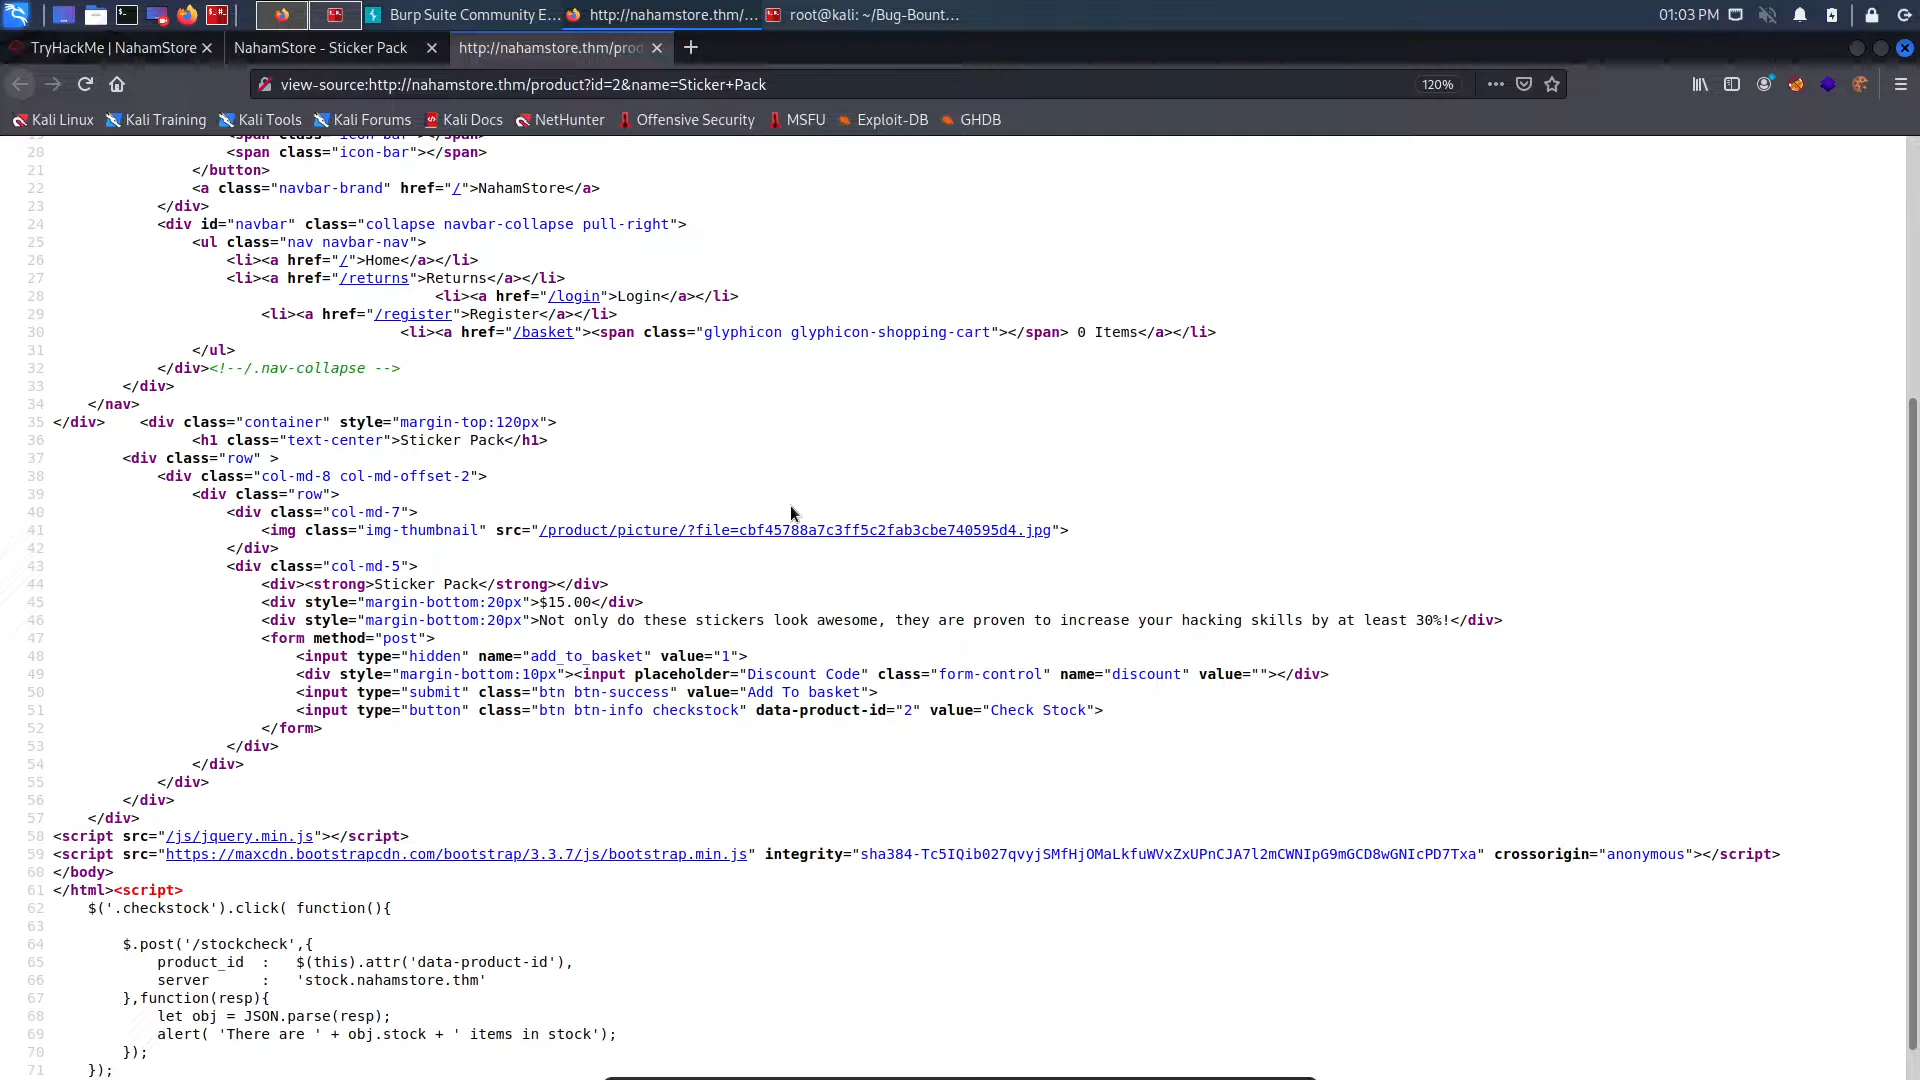 Burp Suite Community E...
http://nahamstore.thm/...
root@kali: ~/Bug-Bount...
01:03 PM
TryHackMe | NahamStore
NahamStore - Sticker Pack
http://nahamstore.thm/prod
view-source:http://nahamstore.thm/product?id=2&name=Sticker+Pack
120%
Kali Linux
Kali Training
Kali Tools
Kali Forums
Kali Docs
NetHunter
Offensive Security
MSFU
Exploit-DB
GHDB
19 <span class="icon-bar"></span>
20 <span class="icon-bar"></span>
21 </button>
22 <a class="navbar-brand" href="/">NahamStore</a>
23 </div>
24 <div id="navbar" class="collapse navbar-collapse pull-right">
25 <ul class="nav navbar-nav">
26 <li><a href="/">Home</a></li>
27 <li><a href="/returns">Returns</a></li>
28 <li><a href="/login">Login</a></li>
29 <li><a href="/register">Register</a></li>
30 <li><a href="/basket"><span class="glyphicon glyphicon-shopping-cart"></span> 0 Items</a></li>
31 </ul>
32 </div><!--/.nav-collapse -->
33 </div>
34 </nav>
35 </div> <div class="container" style="margin-top:120px">
36 <h1 class="text-center">Sticker Pack</h1>
37 <div class="row" >
38 <div class="col-md-8 col-md-offset-2">
39 <div class="row">
40 <div class="col-md-7">
41 <img class="img-thumbnail" src="/product/picture/?file=cbf45788a7c3ff5c2fab3cbe740595d4.jpg">
42 </div>
43 <div class="col-md-5">
44 <div><strong>Sticker Pack</strong></div>
45 <div style="margin-bottom:20px">$15.00</div>
46 <div style="margin-bottom:20px">Not only do these stickers look awesome, they are proven to increase your hacking skills by at least 30%!</div>
47 <form method="post">
48 <input type="hidden" name="add_to_basket" value="1">
49 <div style="margin-bottom:10px"><input placeholder="Discount Code" class="form-control" name="discount" value=""></div>
50 <input type="submit" class="btn btn-success" value="Add To basket">
51 <input type="button" class="btn btn-info checkstock" data-product-id="2" value="Check Stock">
52 </form>
53 </div>
54 </div>
55 </div>
56 </div>
57 </div>
58 <script src="/js/jquery.min.js"></script>
59 <script src="https://maxcdn.bootstrapcdn.com/bootstrap/3.3.7/js/bootstrap.min.js" integrity="sha384-Tc5IQib027qvyjSMfHjOMaLkfuWVxZxUPnCJA7l2mCWNIpG9mGCD8wGNIcPD7Txa" crossorigin="anonymous"></script>
60 </body>
61 </html><script>
62 $('.checkstock').click( function(){
63
64 $.post('/stockcheck',{
65 product_id : $(this).attr('data-product-id'),
66 server : 'stock.nahamstore.thm'
67 },function(resp){
68 let obj = JSON.parse(resp);
69 alert( 'There are ' + obj.stock + ' items in stock');
70 });
71 });